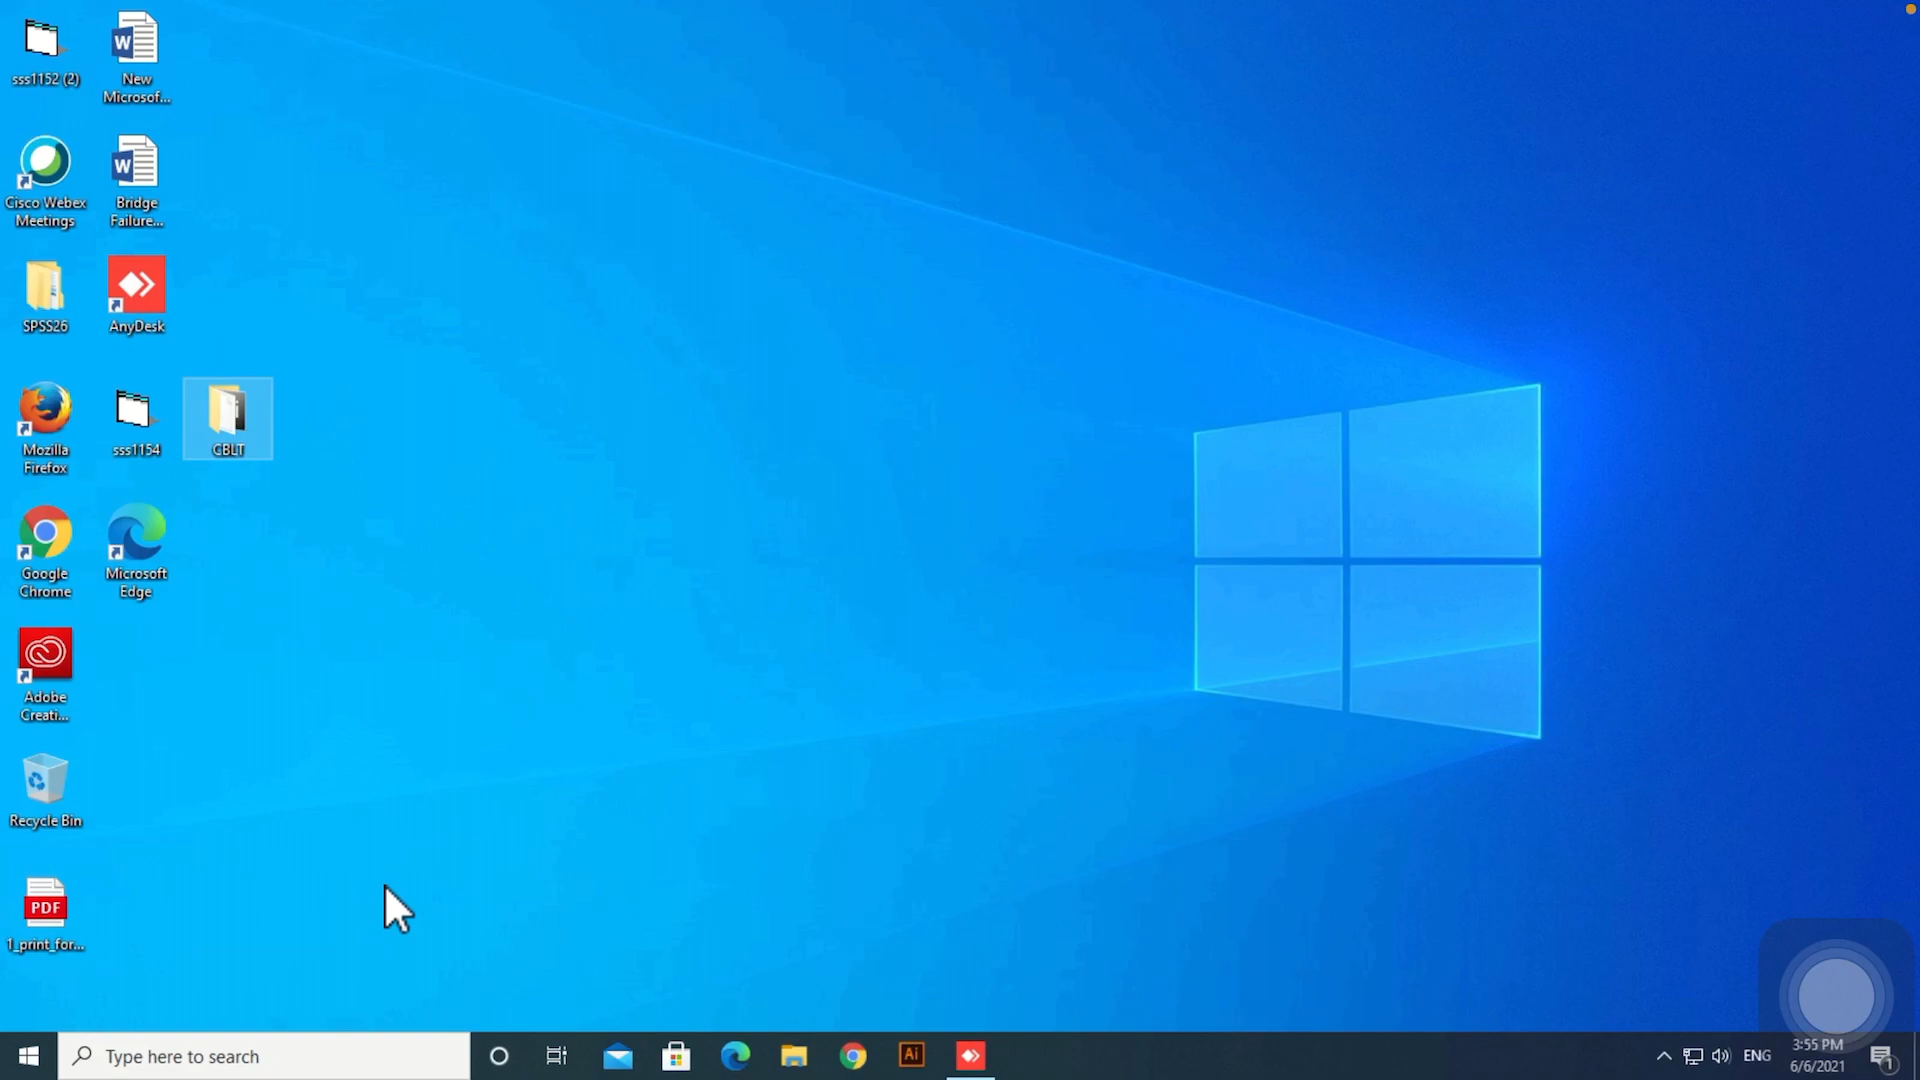 sss1152 (2)
New
Microsof...
W
Cisco Webex
Meetings
Bridge
Failure...
W
SPSS26
AnyDesk
Mozilla
Firefox
sss1154
CBLT
Google
Chrome
Microsoft
Edge
Adobe
Creati...
Recycle Bin
PDF
1_print_for...
Type here to search
Ai
ENG
3:55 PM
6/6/2021
1